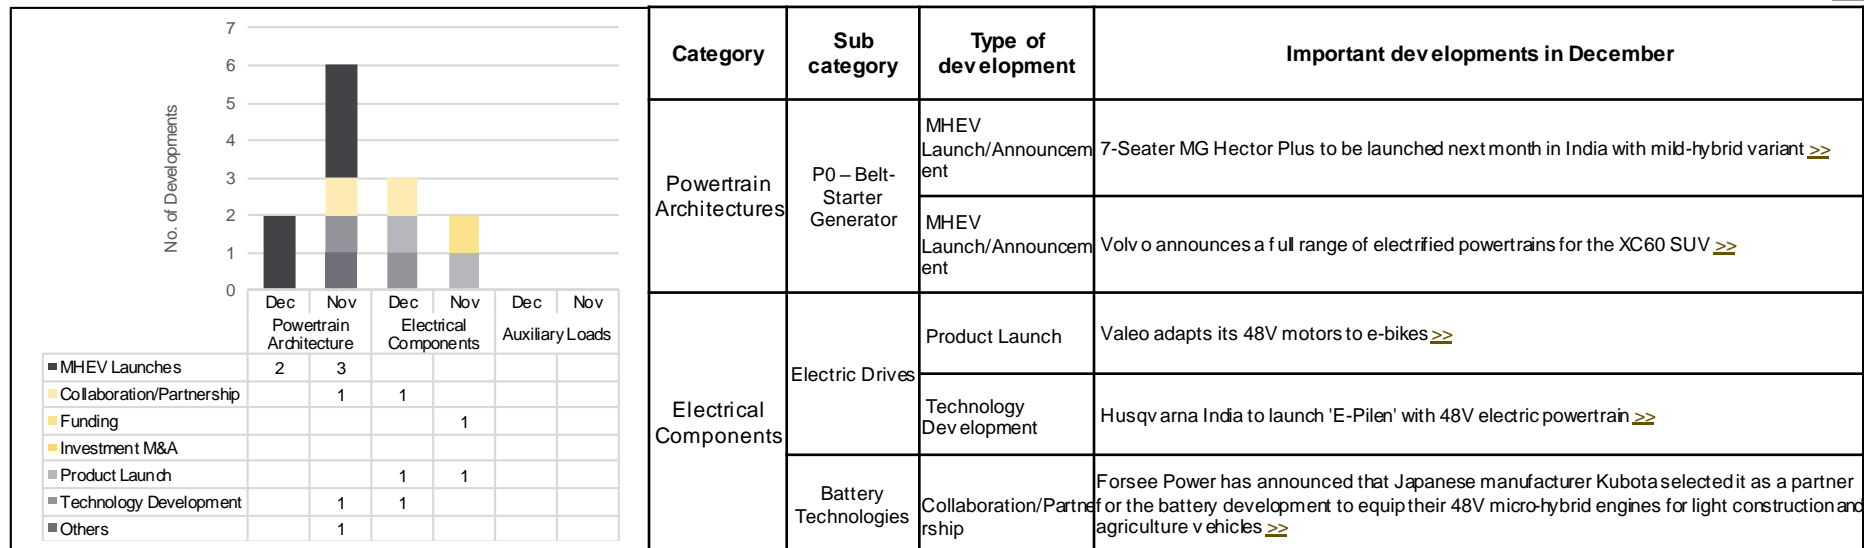 7
6
5
4
3
2
1
0
No. of Developments
Dec Nov Dec Nov Dec Nov
Powertrain
Architecture
Electrical
Components
Auxiliary Loads
MHEV Launches 2 3
Collaboration/Partnership 1 1
Funding 1
Investment M&A
Product Launch 1 1
Technology Development 1 1
Others 1
Category
Sub
category
Type of
development
Important developments in December
Powertrain
Architectures
P0 – Belt-
Starter
Generator
MHEV
Launch/Announcem
ent
7-Seater MG Hector Plus to be launched next month in India with mild-hybrid variant >>
MHEV
Launch/Announcem
ent
Volvo announces a full range of electrified powertrains for the XC60 SUV >>
Electrical
Components
Electric Drives
Product Launch
Valeo adapts its 48V motors to e-bikes >>
Technology
Development
Husqvarna India to launch 'E-Pilen' with 48V electric powertrain >>
Battery
Technologies
Collaboration/Partne
rship
Forsee Power has announced that Japanese manufacturer Kubota selected it as a partner
for the battery development to equip their 48V micro-hybrid engines for light construction and
agriculture vehicles >>